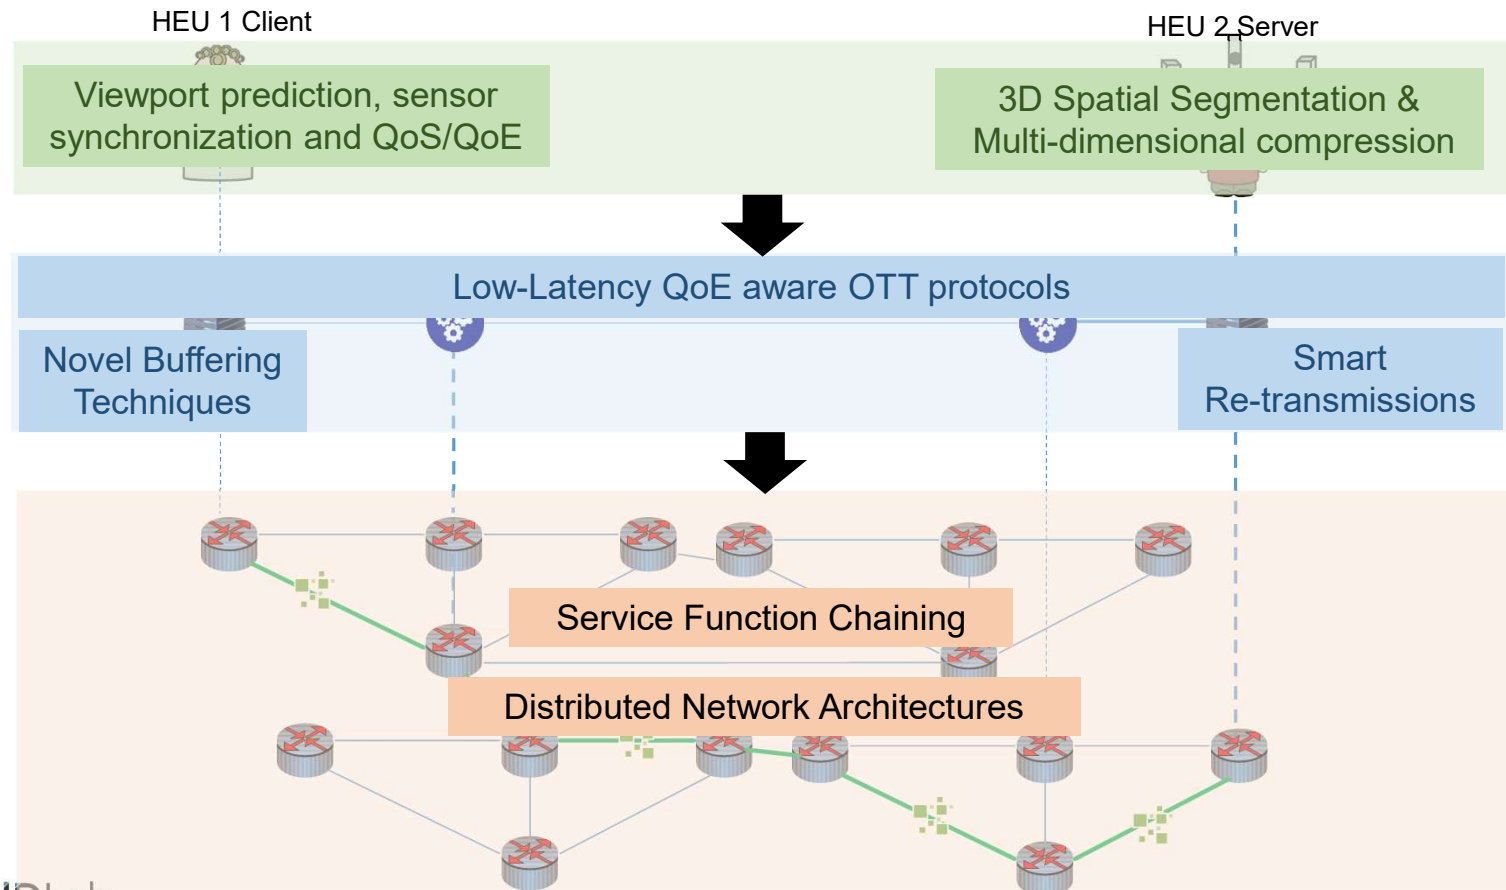 HEU 1 Client
HEU 2 Server
Viewport prediction, sensor
synchronization and QoS/QoE
3D Spatial Segmentation &
Multi-dimensional compression
Low-Latency QoE aware OTT protocols
Novel Buffering
Techniques
Smart
Re-transmissions
Service Function Chaining
Distributed Network Architectures